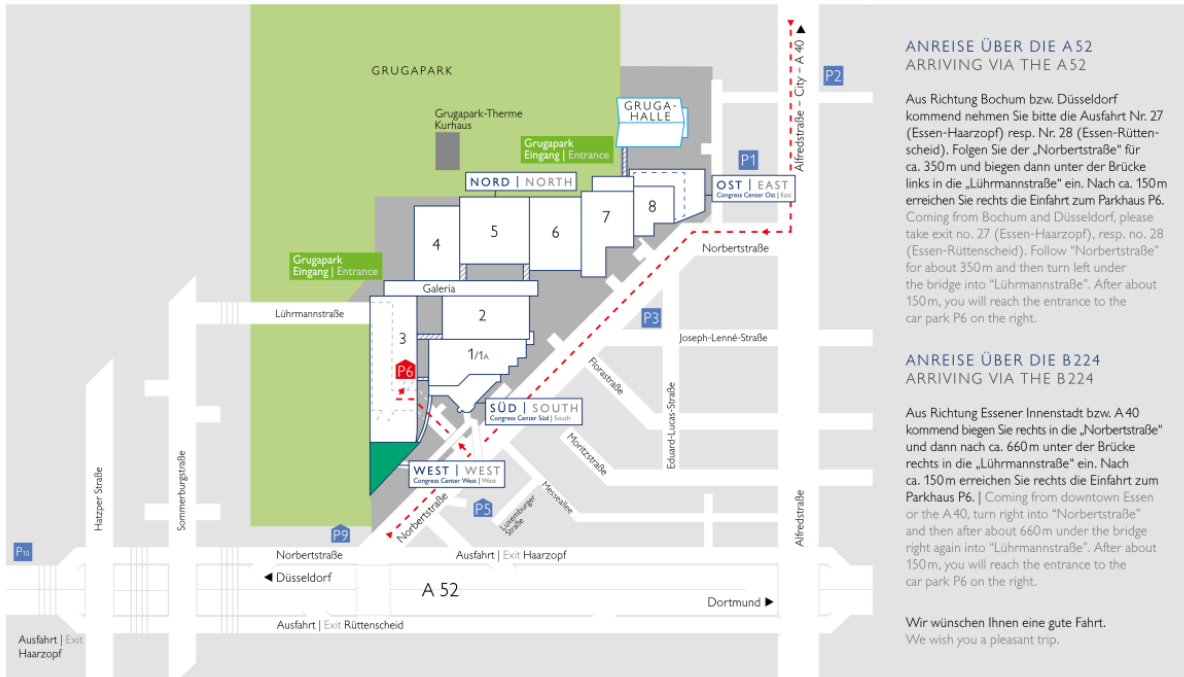 GRUGAPARK
Grugapark-Therme
Kurhaus
GRUGA-
HALLE
Grugapark
Eingang | Entrance
Alfredstraße – City – A 40
P2
P1
NORD | NORTH
OST | EAST
Congress Center Ost | East
4
5
6
7
8
Norbertstraße
Grugapark
Eingang | Entrance
Galeria
Lührmannstraße
2
3
1/1A
P3
Joseph-Lenné-Straße
P6
Florastraße
SÜD | SOUTH
Congress Center Süd | South
Eduard-Lucas-Straße
Moritzstraße
WEST | WEST
Congress Center West | West
Messeallee
Luxenburger
Straße
P5
Norbertstraße
Hatzper Straße
Sommerburgstraße
Alfredstraße
P9
P10
Norbertstraße
Ausfahrt | Exit Haarzopf
Düsseldorf
A 52
Dortmund
Ausfahrt | Exit Rüttenscheid
Ausfahrt | Exit
Haarzopf
ANREISE ÜBER DIE A52
ARRIVING VIA THE A52
Aus Richtung Bochum bzw. Düsseldorf
kommend nehmen Sie bitte die Ausfahrt Nr. 27
(Essen-Haarzopf) resp. Nr. 28 (Essen-Rütten-
scheid). Folgen Sie der „Norbertstraße“ für
ca. 350 m und biegen dann unter der Brücke
links in die „Lührmannstraße“ ein. Nach ca. 150 m
erreichen Sie rechts die Einfahrt zum Parkhaus P6.
Coming from Bochum and Düsseldorf, please
take exit no. 27 (Essen-Haarzopf), resp. no. 28
(Essen-Rüttenscheid). Follow “Norbertstraße”
for about 350 m and then turn left under
the bridge into “Lührmannstraße”. After about
150 m, you will reach the entrance to the
car park P6 on the right.
ANREISE ÜBER DIE B224
ARRIVING VIA THE B224
Aus Richtung Essener Innenstadt bzw. A 40
kommend biegen Sie rechts in die „Norbertstraße“
und dann nach ca. 660 m unter der Brücke
rechts in die „Lührmannstraße“ ein. Nach
ca. 150 m erreichen Sie rechts die Einfahrt zum
Parkhaus P6. | Coming from downtown Essen
or the A 40, turn right into “Norbertstraße”
and then after about 660 m under the bridge
right again into “Lührmannstraße”. After about
150 m, you will reach the entrance to the
car park P6 on the right.
Wir wünschen Ihnen eine gute Fahrt.
We wish you a pleasant trip.